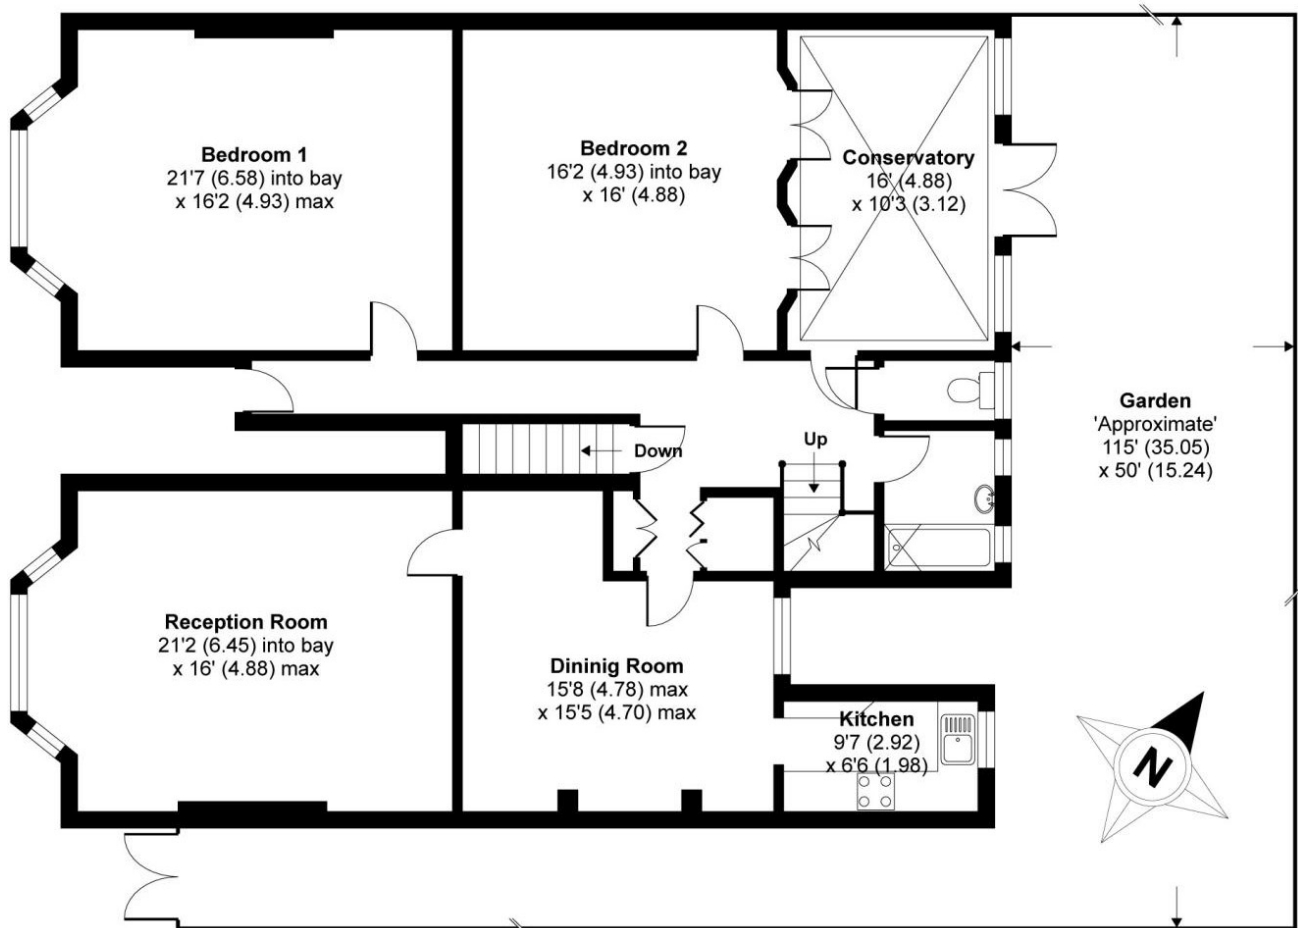 Bedroom 1
21'7 (6.58) into bay
x 16'2 (4.93) max
Bedroom 2
16'2 (4.93) into bay
x 16' (4.88)
Conservatory
16' (4.88)
x 10'3 (3.12)
Garden
'Approximate'
115' (35.05)
x 50' (15.24)
Down
Up
Reception Room
21'2 (6.45) into bay
x 16' (4.88) max
Dininig Room
15'8 (4.78) max
x 15'5 (4.70) max
Kitchen
9'7 (2.92)
x 6'6 (1.98)
N